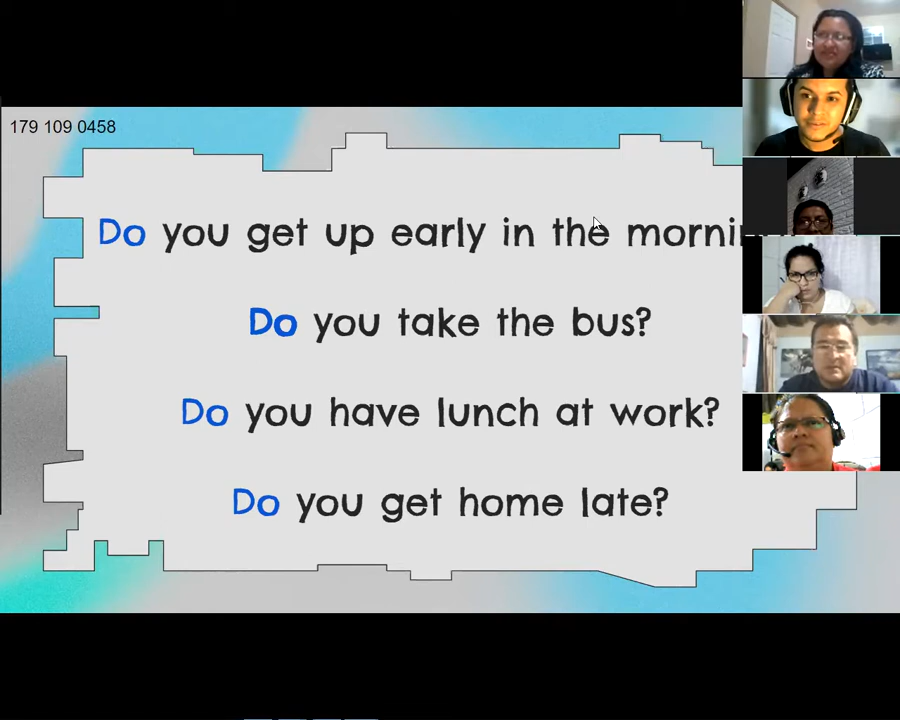 179 109 0458
Do you get up early in the
Do you take the bus?
Do you have lunch at work?
Do you get home late?